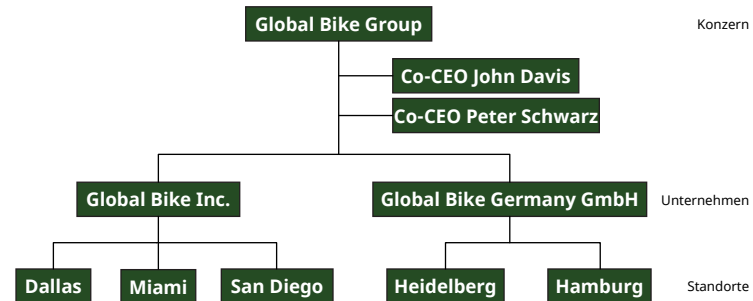 Global Bike Group
Konzern
Co-CEO John Davis
Co-CEO Peter Schwarz
Global Bike Inc.
Global Bike Germany GmbH
Unternehmen
Dallas
Miami
San Diego
Heidelberg
Hamburg
Standorte